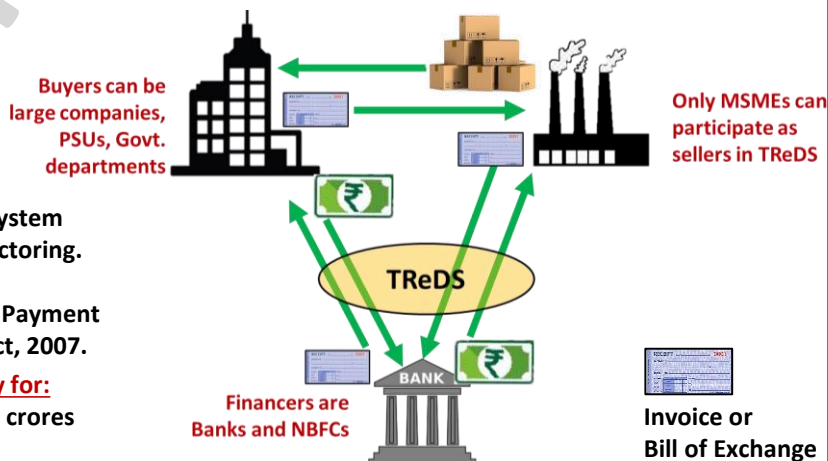 Buyers can be
large companies,
PSUs, Govt.
departments
Only MSMEs can
participate as
sellers in TReDS
ystem
ctoring.
TReDS
Payment
ct, 2007.
y for:
crores
BANK
Financers are
Banks and NBFCs
RECEIPT
Invoice or
Bill of Exchange